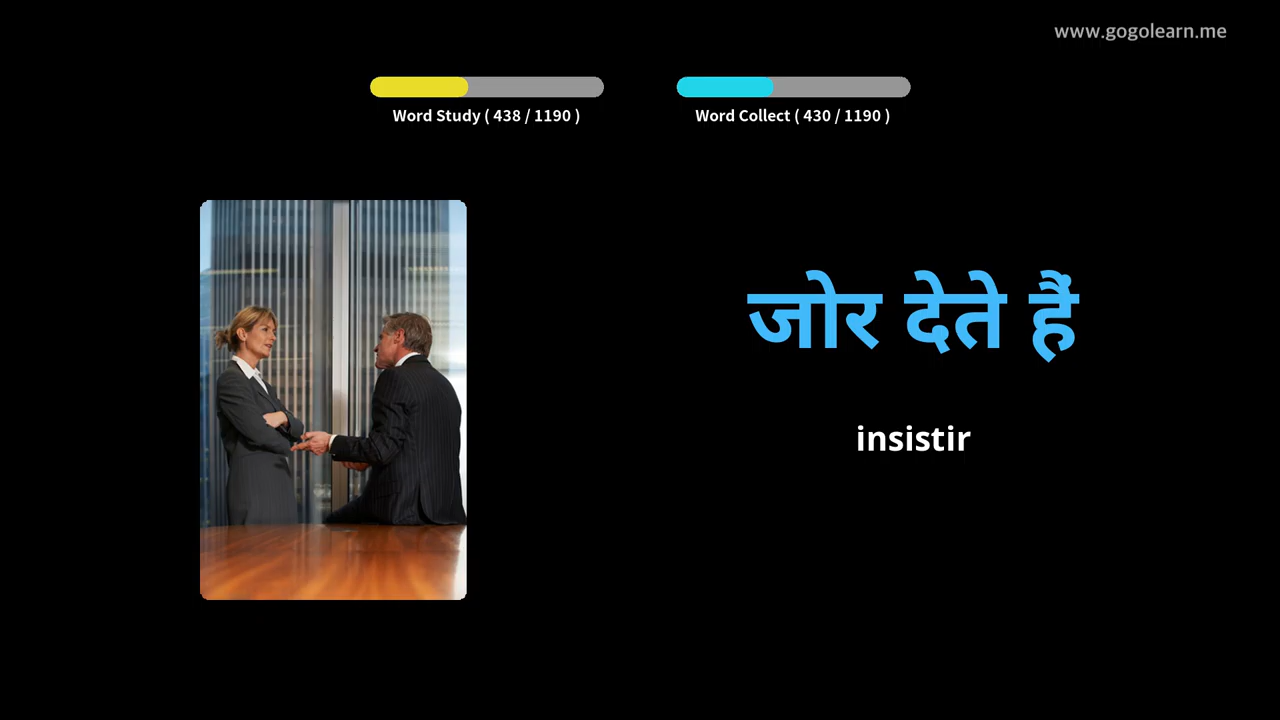 www.gogolearn.me
Word Study ( 438 / 1190 )
Word Collect ( 430 / 1190 )
जोर देते हैं
insistir